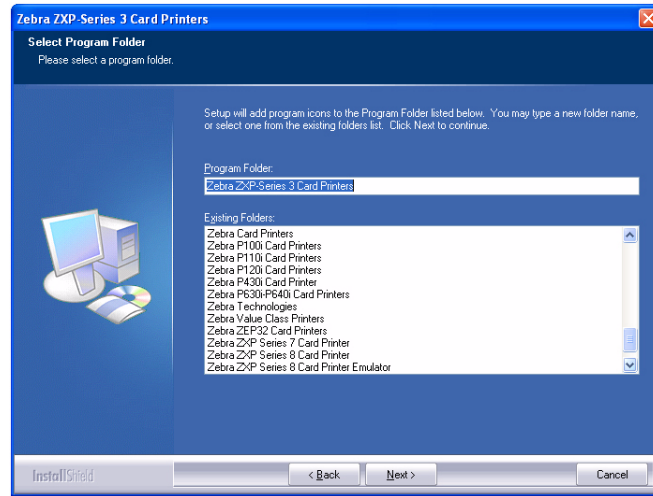 Zebra ZXP-Series 3 Card Printers
Select Program Folder
Please select a program folder.
Setup will add program icons to the Program Folder listed below. You may type a new folder name,
or select one from the existing folders list. Click Next to continue.
Program Folder:
Zebra ZXP-Series 3 Card Printers
Existing Folders:
Zebra Card Printers
Zebra P100i Card Printers
Zebra P110i Card Printers
Zebra P120i Card Printers
Zebra P430i Card Printer
Zebra P630i-P640i Card Printers
Zebra Technologies
Zebra Value Class Printers
Zebra ZEP32 Card Printers
Zebra ZXP Series 7 Card Printer
Zebra ZXP Series 8 Card Printer
Zebra ZXP Series 8 Card Printer Emulator
InstallShield
< Back Next > Cancel